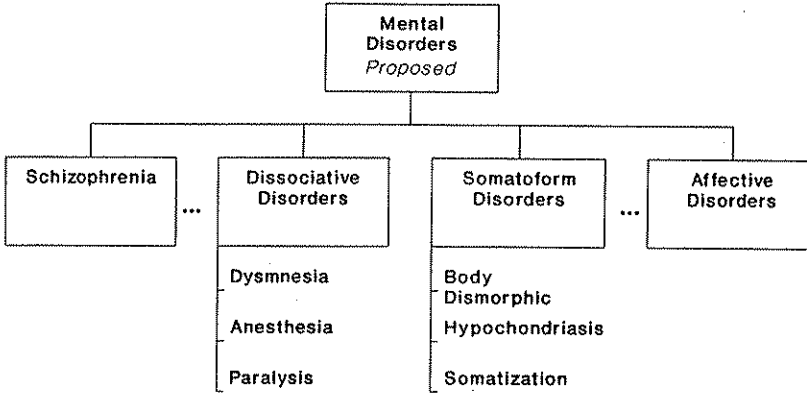 Mental
Disorders
Proposed
Schizophrenia
...
Dissociative
Disorders
Somatoform
Disorders
...
Affective
Disorders
Dysmnesia
Anesthesia
Paralysis
Body
Dismorphic
Hypochondriasis
Somatization